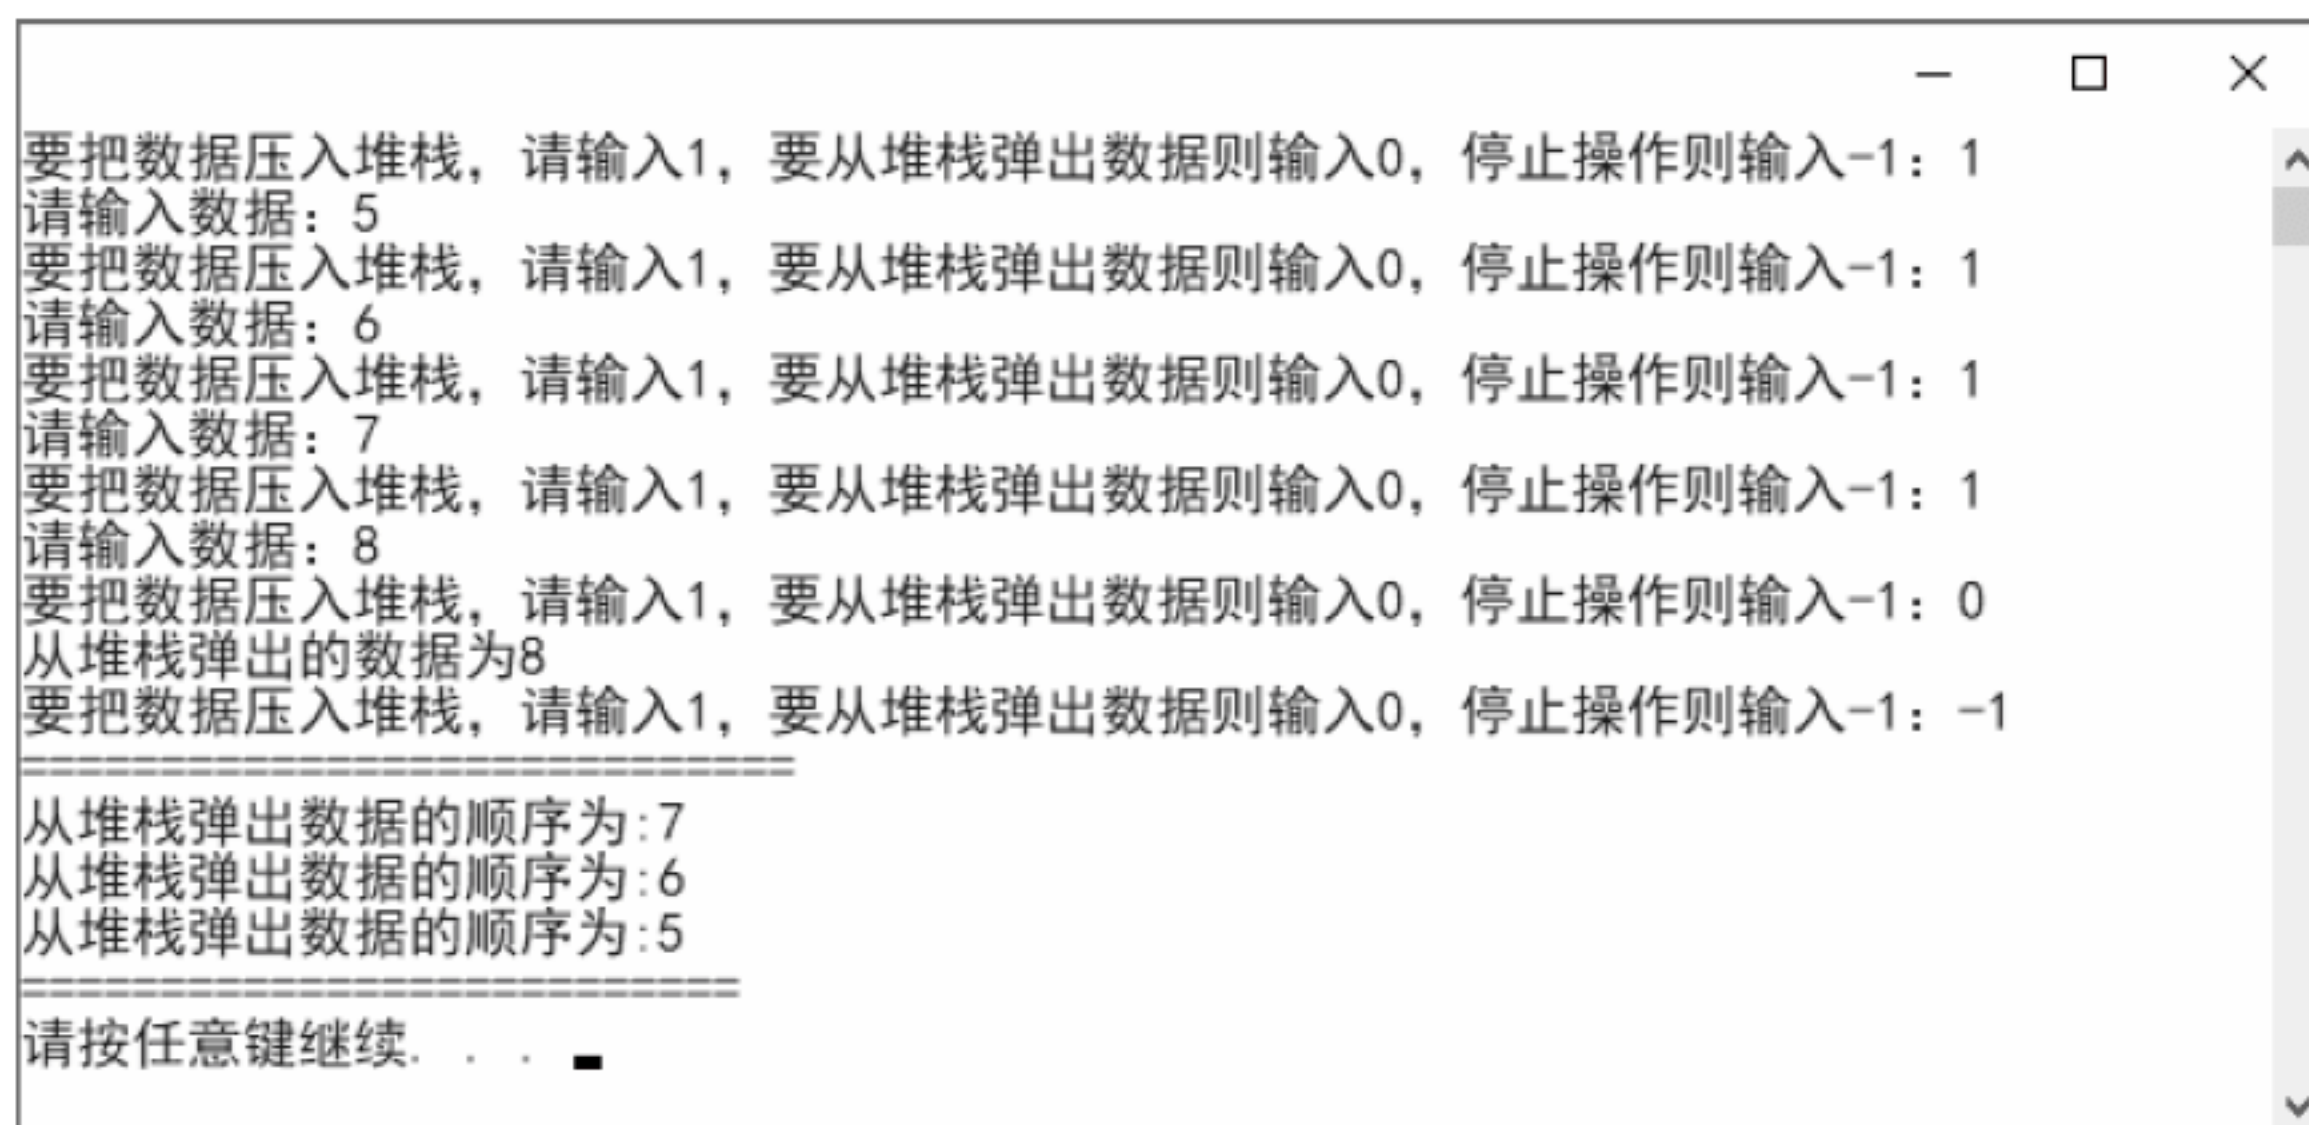 要把数据压入堆栈，请输入1，要从堆栈弹出数据则输入0，停止操作则输入-1：1
请输入数据：5
要把数据压入堆栈，请输入1，要从堆栈弹出数据则输入0，停止操作则输入-1：1
请输入数据：6
要把数据压入堆栈，请输入1，要从堆栈弹出数据则输入0，停止操作则输入-1：1
请输入数据：7
要把数据压入堆栈，请输入1，要从堆栈弹出数据则输入0，停止操作则输入-1：1
请输入数据：8
要把数据压入堆栈，请输入1，要从堆栈弹出数据则输入0，停止操作则输入-1：0
从堆栈弹出的数据为8
要把数据压入堆栈，请输入1，要从堆栈弹出数据则输入0，停止操作则输入-1：-1
============================
从堆栈弹出数据的顺序为:7
从堆栈弹出数据的顺序为:6
从堆栈弹出数据的顺序为:5
==========================
请按任意键继续. . .